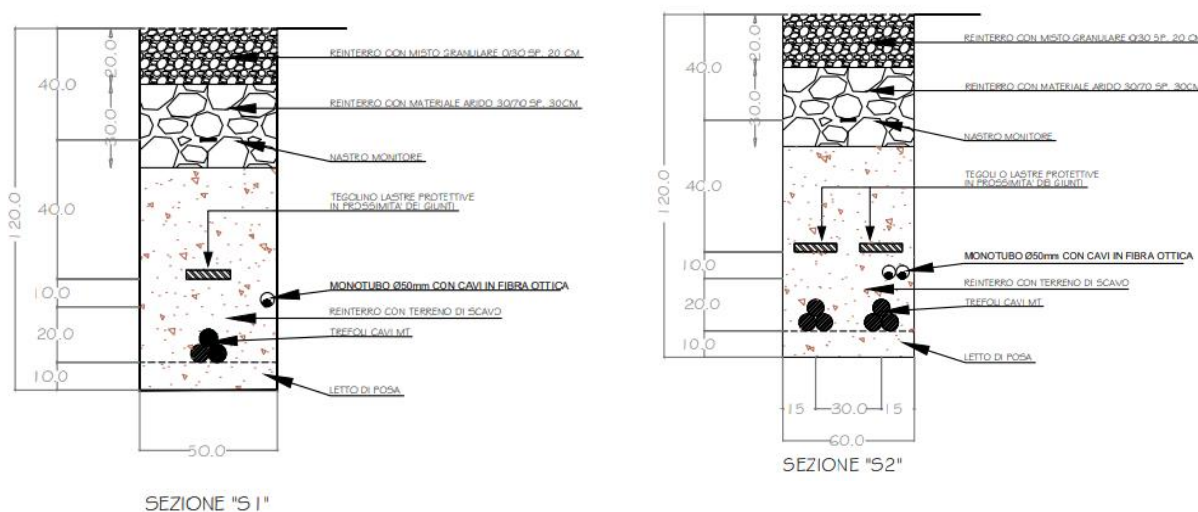 120.0
40.0
40.0
10.0
20.0
10.0
20.0
30.0
REINTERRO CON MISTO GRANULARE 0/30 SP. 20 CM
REINTERRO CON MATERIALE ARIDO 30/70 SP. 30CM
NASTRO MONITORE
TEGOLINO LASTRE PROTETTIVE
IN PROSSIMITA' DEI GIUNTI
MONOTUBO Ø50mm CON CAVI IN FIBRA OTTICA
REINTERRO CON TERRENO DI SCAVO
TREFOLI CAVI MT
LETTO DI POSA
50.0
SEZIONE "S1"
120.0
40.0
40.0
10.0
20.0
10.0
20.0
30.0
REINTERRO CON MISTO GRANULARE 0/30 SP. 20 CM
REINTERRO CON MATERIALE ARIDO 30/70 SP. 30CM
NASTRO MONITORE
TEGOLI O LASTRE PROTETTIVE
IN PROSSIMITA' DEI GIUNTI
MONOTUBO Ø50mm CON CAVI IN FIBRA OTTICA
REINTERRO CON TERRENO DI SCAVO
TREFOLI CAVI MT
LETTO DI POSA
15
30.0
15
60.0
SEZIONE "S2"